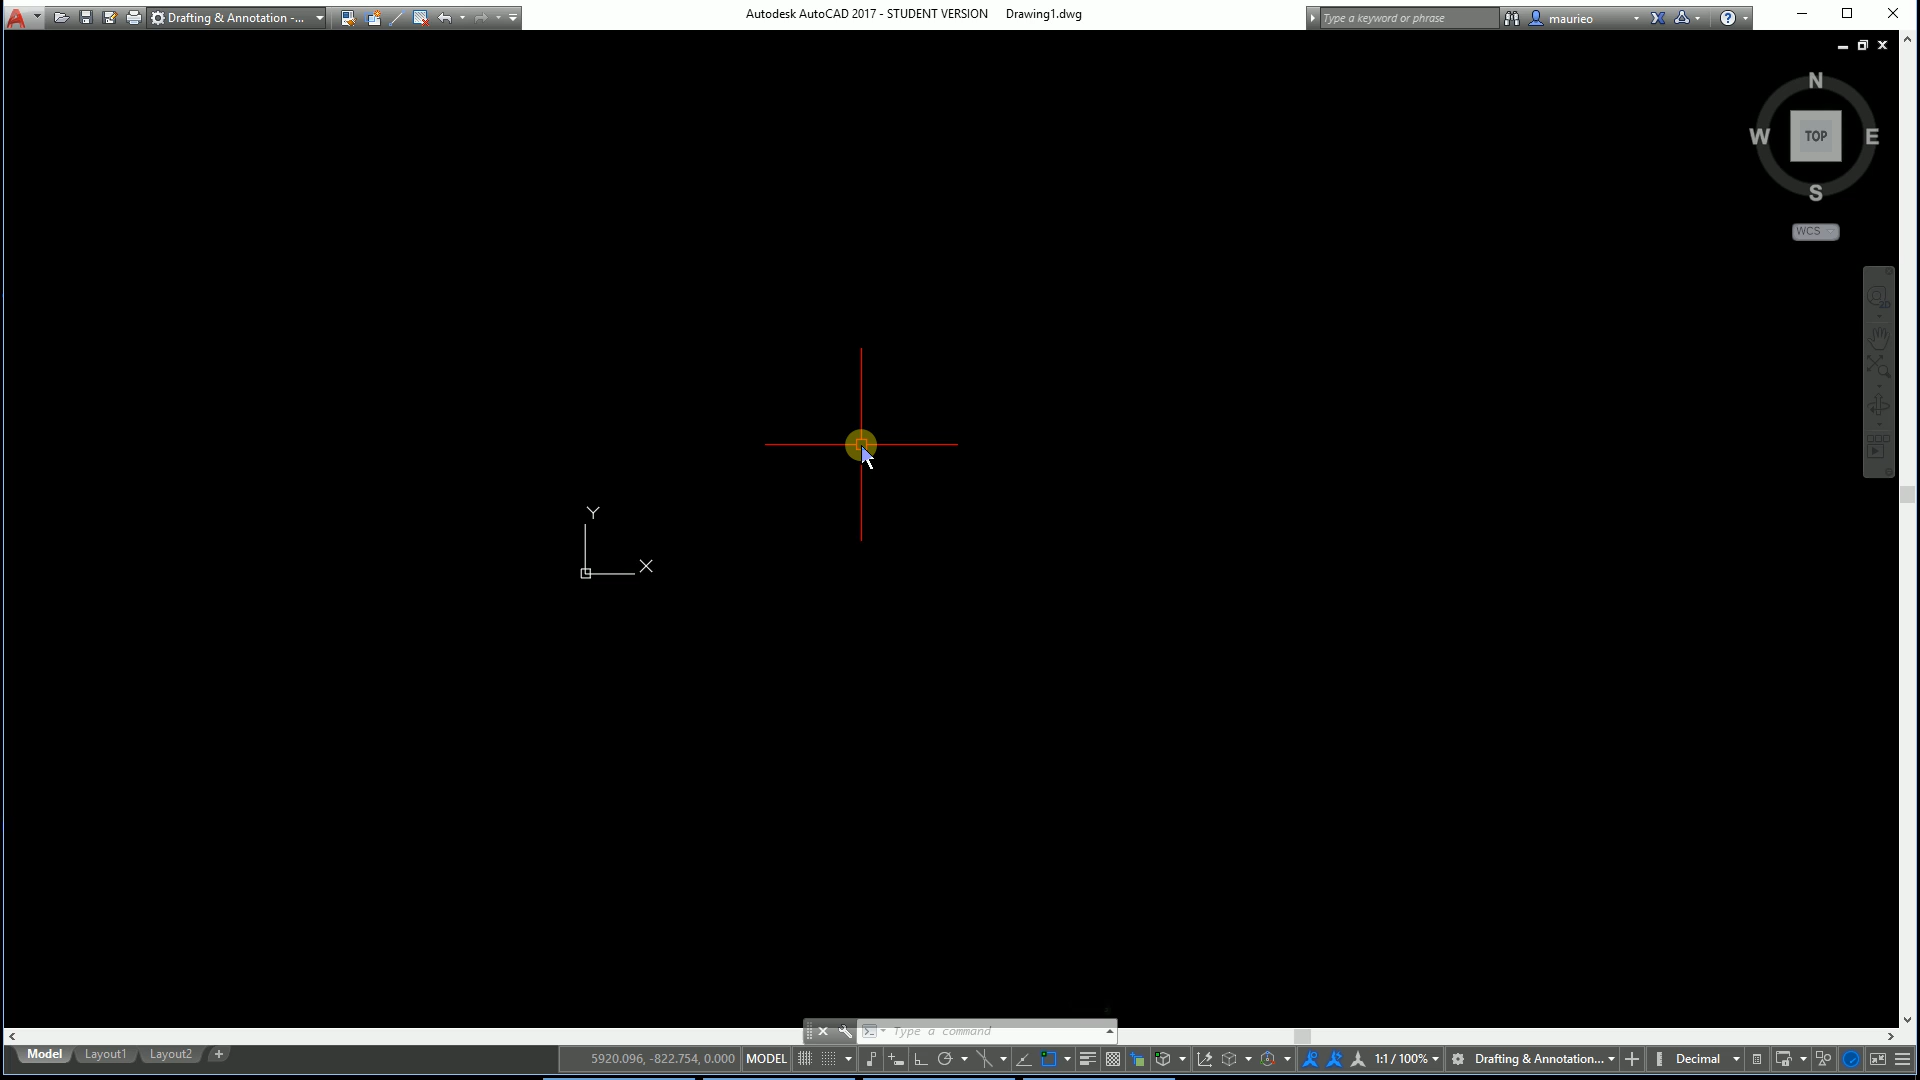 Drafting & Annotation -...
Autodesk AutoCAD 2017 - STUDENT VERSION Drawing1.dwg
Type a keyword or phrase
maurieo
N
W TOP E
S
WCS
Y
X
Type a command
Model Layout1 Layout2
5920.096, -822.754, 0.000 MODEL 1:1 / 100% Drafting & Annotation... Decimal